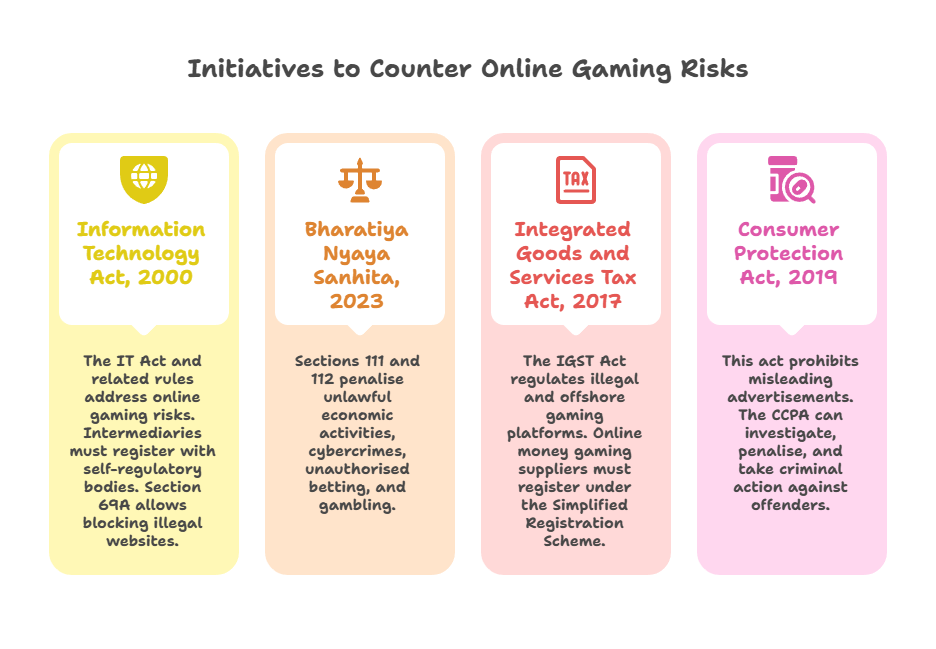 Initiatives to Counter Online Gaming Risks
Information
Technology
Act, 2000
The IT Act and
related rules
address online
gaming risks.
Intermediaries
must register with
self-regulatory
bodies. Section
69A allows
blocking illegal
websites.
Bharatiya
Nyaya
Sanhita,
2023
Sections 111 and
112 penalise
unlawful
economic
activities,
cybercrimes,
unauthorised
betting, and
gambling.
TAX
Integrated
Goods and
Services Tax
Act, 2017
The IGST Act
regulates illegal
and offshore
gaming
platforms. Online
money gaming
suppliers must
register under
the Simplified
Registration
Scheme.
Consumer
Protection
Act, 2019
This act prohibits
misleading
advertisements.
The CCPA can
investigate,
penalise, and
take criminal
action against
offenders.